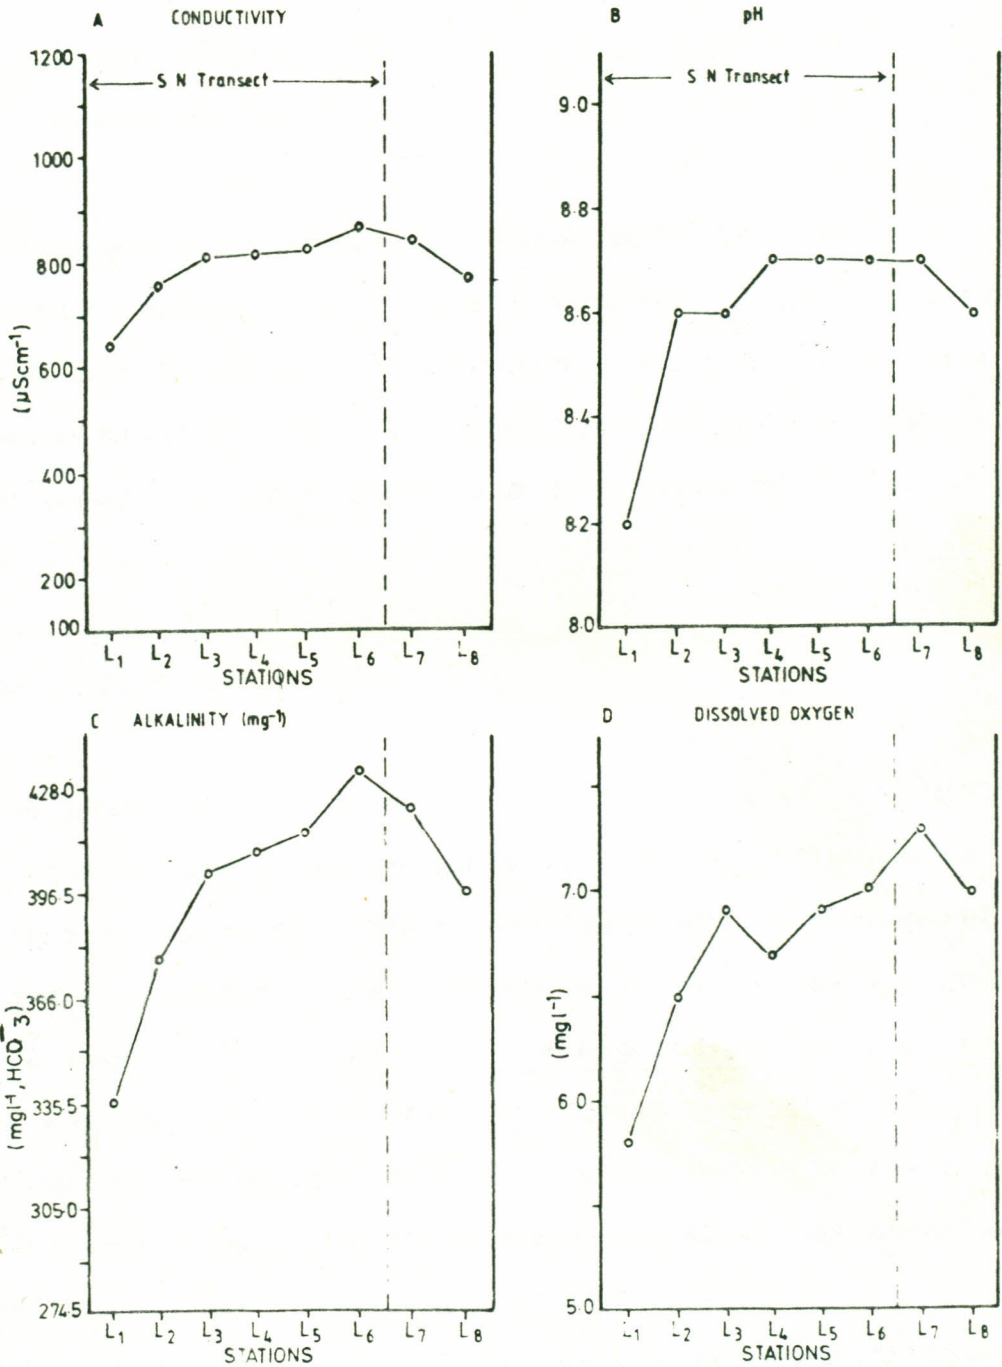 A CONDUCTIVITY
1200
S N Transect
1000
800
600
400
200
100
(µScm⁻¹)
L₁ L₂ L₃ L₄ L₅ L₆ L₇ L₈
STATIONS
B pH
S N Transect
9.0
8.8
8.6
8.4
8.2
8.0
L₁ L₂ L₃ L₄ L₅ L₆ L₇ L₈
STATIONS
C ALKALINITY (mg⁻¹)
428.0
396.5
366.0
335.5
305.0
274.5
(mgl⁻¹, HCO⁻₃)
L₁ L₂ L₃ L₄ L₅ L₆ L₇ L₈
STATIONS
D DISSOLVED OXYGEN
7.0
6.0
5.0
(mgl⁻¹)
L₁ L₂ L₃ L₄ L₅ L₆ L₇ L₈
STATIONS